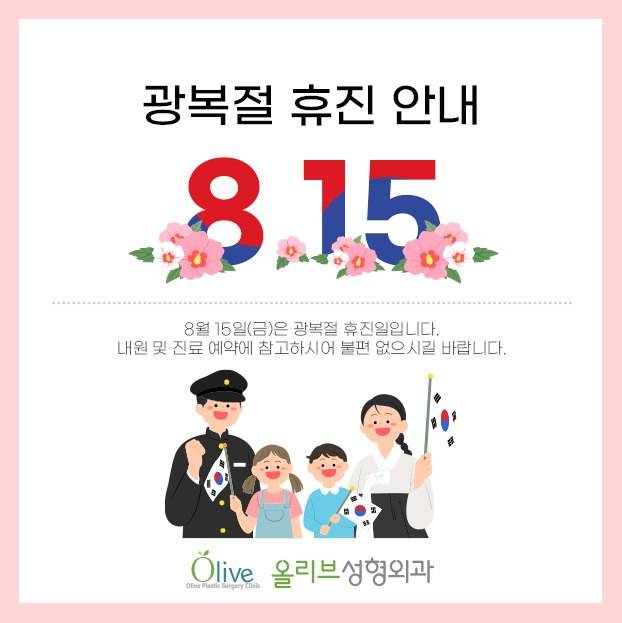 광복절 휴진 안내
8 15
8월 15일(금)은 광복절 휴진일입니다.
내원 및 진료 예약에 참고하시어 불편 없으시길 바랍니다.
Olive 올리브성형외과
Olive Plastic Surgery Clinic